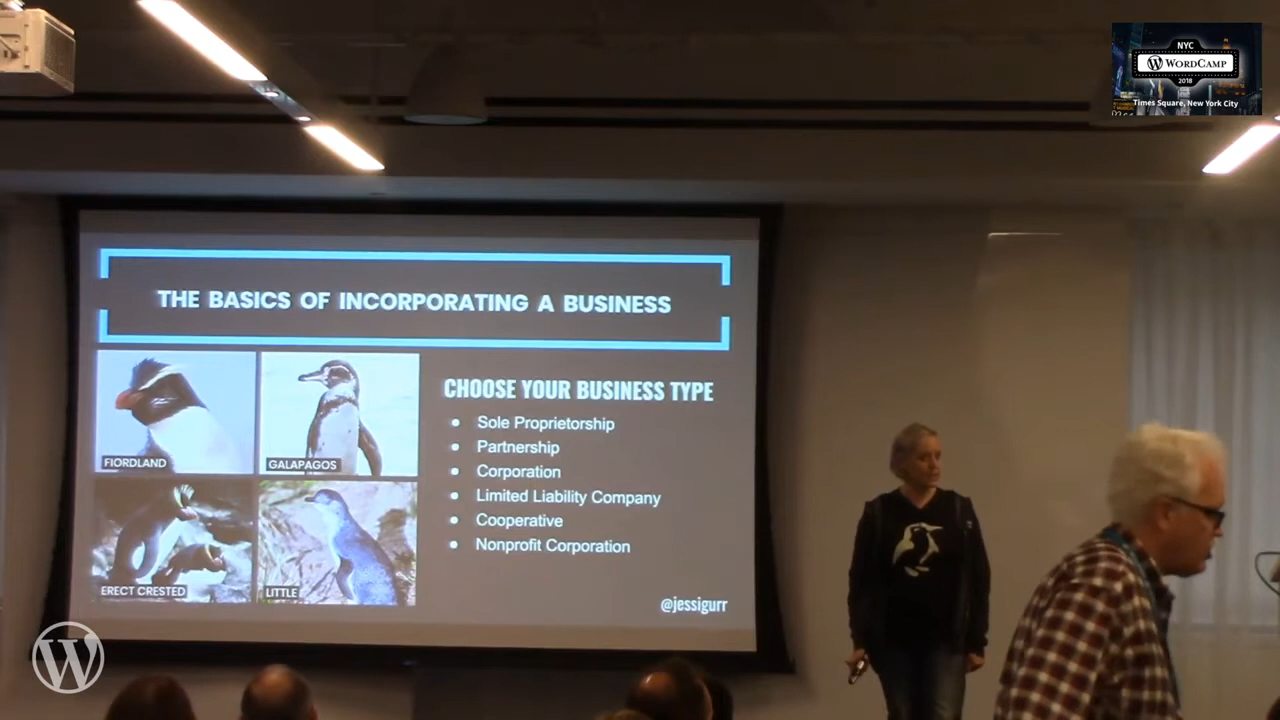 NYC
WORDCAMP
2018
Times Square, New York City
THE BASICS OF INCORPORATING A BUSINESS
FIORDLAND
GALAPAGOS
ERECT CRESTED
LITTLE
CHOOSE YOUR BUSINESS TYPE
Sole Proprietorship
Partnership
Corporation
Limited Liability Company
Cooperative
Nonprofit Corporation
@jessigurr